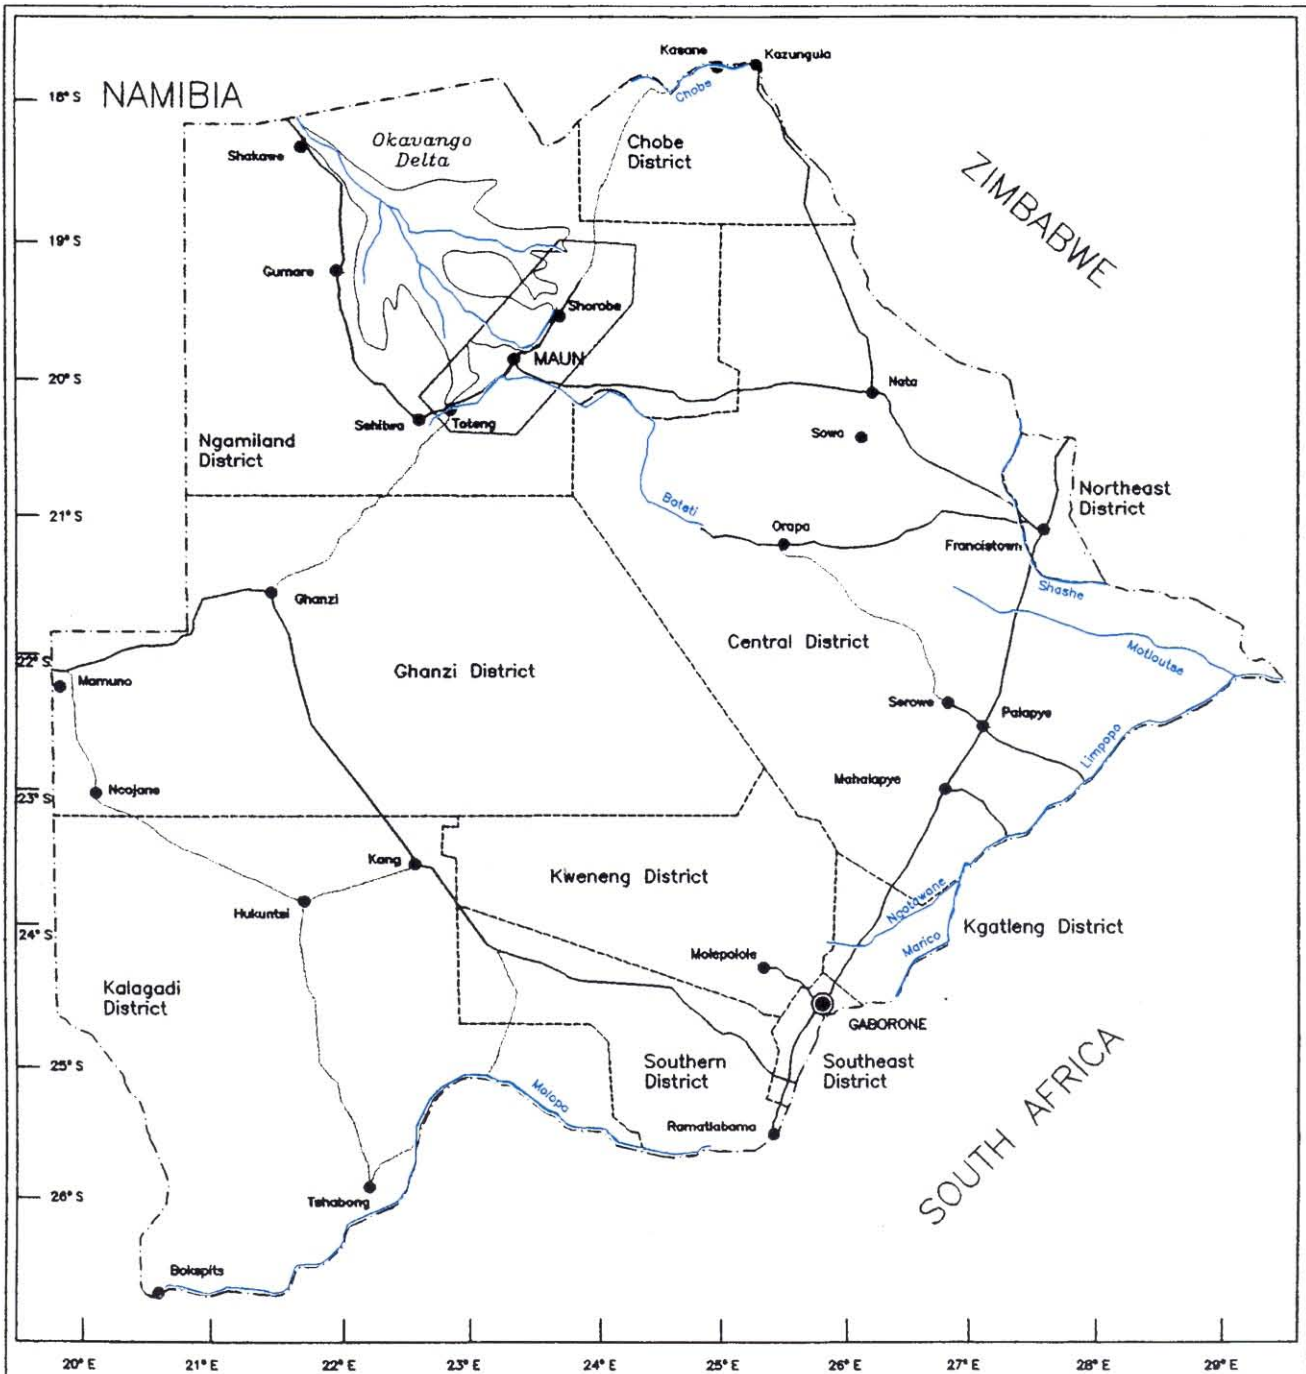 Kasane
Kazungula
Chobe
18° S
NAMIBIA
Okavango
Delta
Chobe
District
Shakawe
ZIMBABWE
19° S
Gumare
Shorobe
MAUN
20° S
Nata
Sehitwa
Toteng
Sowa
Ngamiland
District
Northeast
District
Boteti
21° S
Orapa
Francistown
Shashe
Ghanzi
Central District
Motloutse
22° S
Ghanzi District
Mamuno
Serowe
Palapye
Limpopo
Mahalapye
23° S
Ncojane
Kang
Kweneng District
Ngotawane
Hukuntsi
Kgatleng District
24° S
Marico
Molepolole
Kalagadi
District
GABORONE
25° S
Southern
District
Southeast
District
Molopo
SOUTH AFRICA
Ramatlabama
26° S
Tshabong
Bokspits
20° E
21° E
22° E
23° E
24° E
25° E
26° E
27° E
28° E
29° E